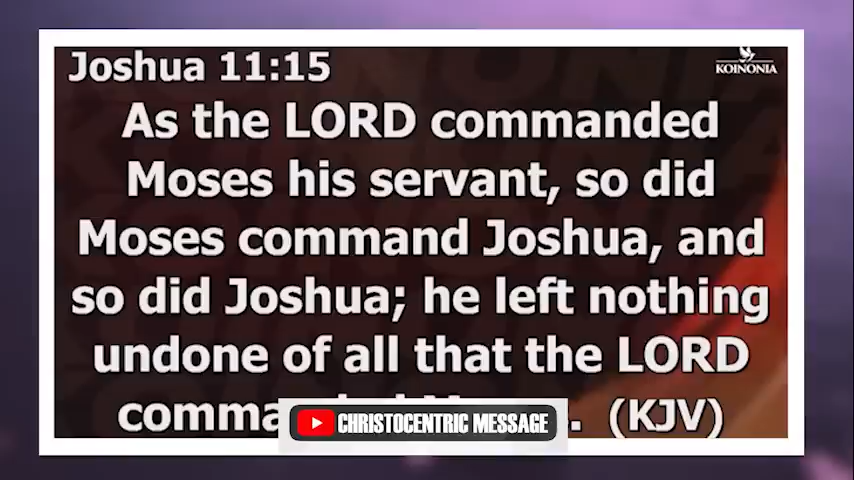 Joshua 11:15
KOINONIA
As the LORD commanded
Moses his servant, so did
Moses command Joshua, and
so did Joshua; he left nothing
undone of all that the LORD
(KJV)
CHRISTOCENTRIC MESSAGE